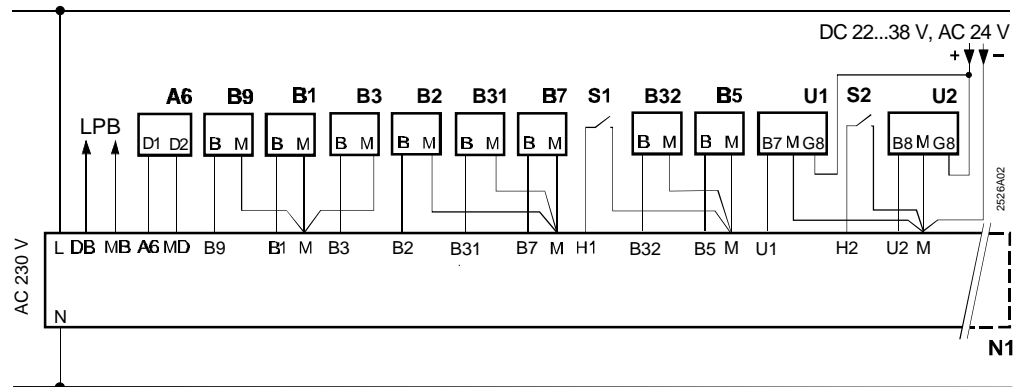 DC 22...38 V, AC 24 V
+ –
A6 B9 B1 B3 B2 B31 B7 S1 B32 B5 U1 S2 U2
LPB
D1 D2 B M B M B M B M B M B M B M B M B7 M G8 B8 M G8
2526A02
L DB MB A6 MD B9 B1 M B3 B2 B31 B7 M H1 B32 B5 M U1 H2 U2 M
AC 230 V
N
N1